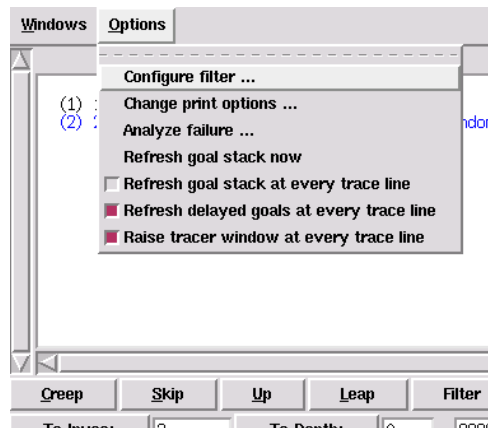 Windows Options
Configure filter ...
(1)
Change print options ...
(2)
Analyze failure ...
Refresh goal stack now
Refresh goal stack at every trace line
Refresh delayed goals at every trace line
Raise tracer window at every trace line
Creep Skip Up Leap Filter